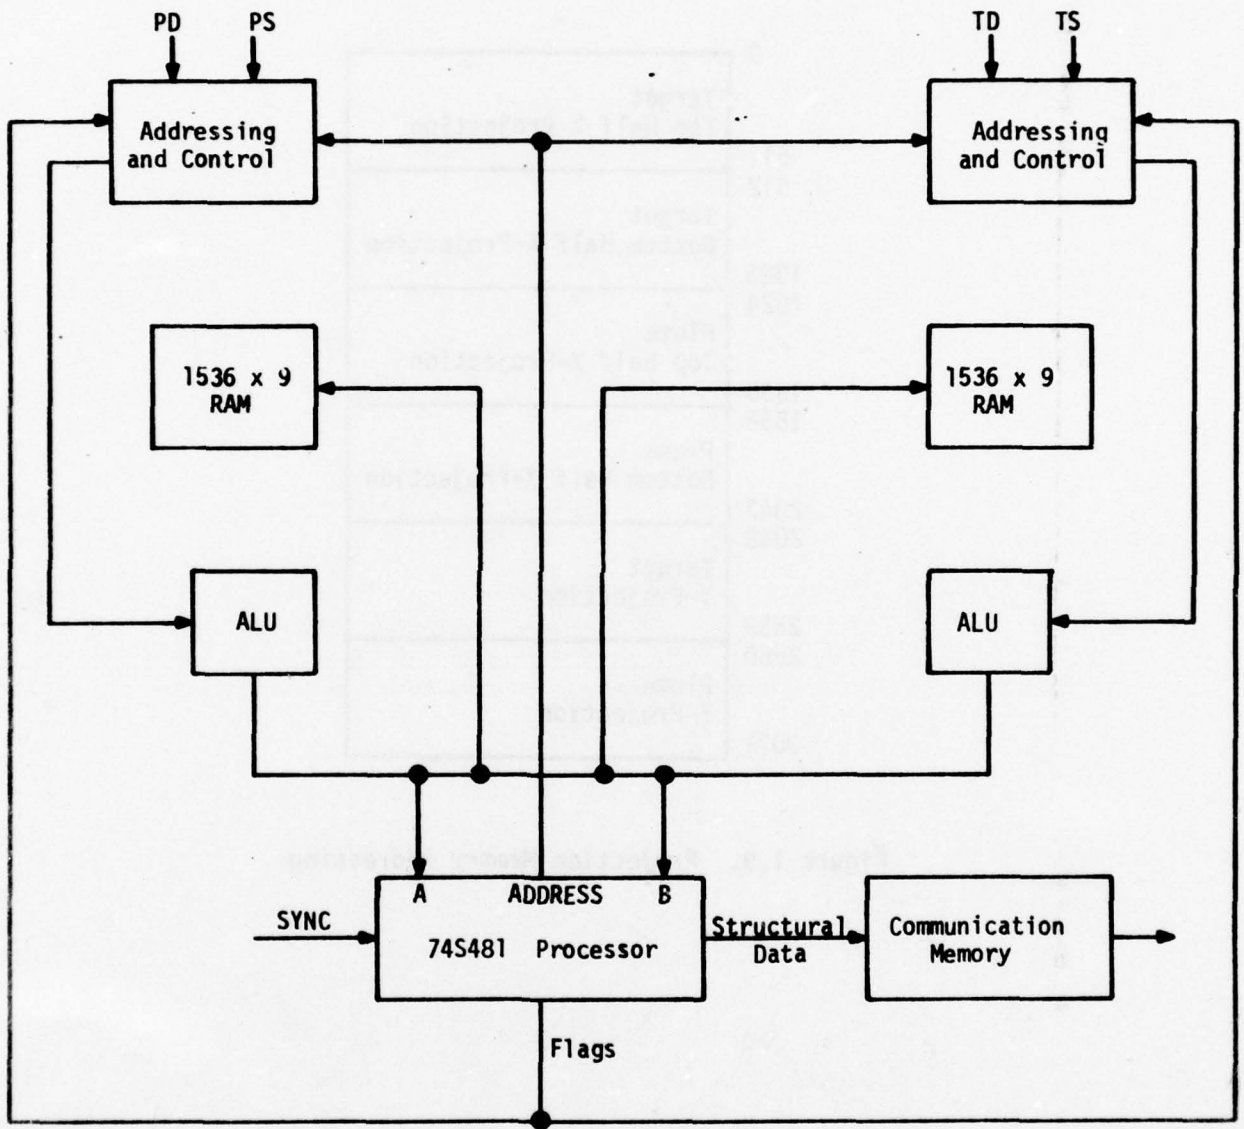 PD PS TD TS
Addressing
and Control
Addressing
and Control
1536 x 9
RAM
1536 x 9
RAM
ALU
ALU
A ADDRESS B
SYNC
74S481 Processor
Structural
Data
Communication
Memory
Flags